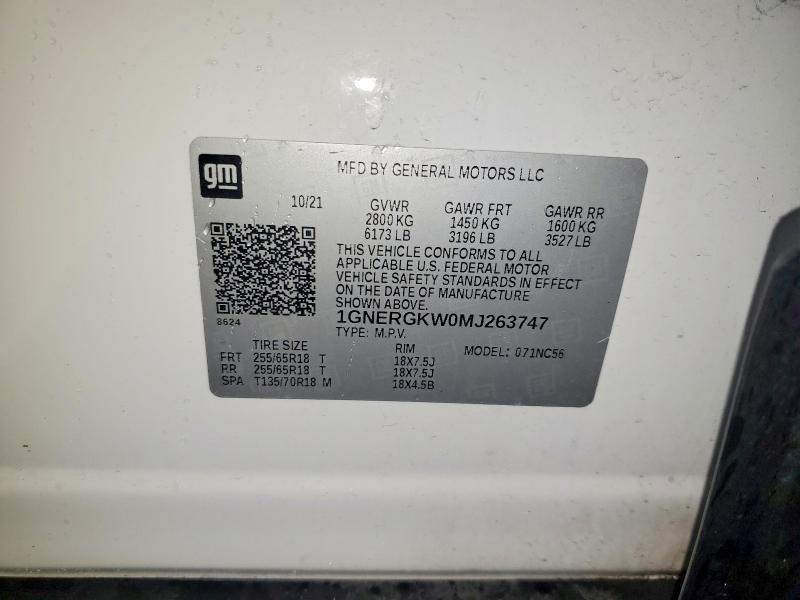 gm
MFD BY GENERAL MOTORS LLC
10/21 GVWR GAWR FRT GAWR RR
2800 KG 1450 KG 1600 KG
6173 LB 3196 LB 3527 LB
THIS VEHICLE CONFORMS TO ALL
APPLICABLE U.S. FEDERAL MOTOR
VEHICLE SAFETY STANDARDS IN EFFECT
ON THE DATE OF MANUFACTURE
SHOWN ABOVE.
8624
1GNERGKW0MJ263747
TYPE: M.P.V.
TIRE SIZE RIM MODEL: 071NC56
FRT 255/65R18 T 18X7.5J
RR 255/65R18 T 18X7.5J
SPA T135/70R18 M 18X4.5B